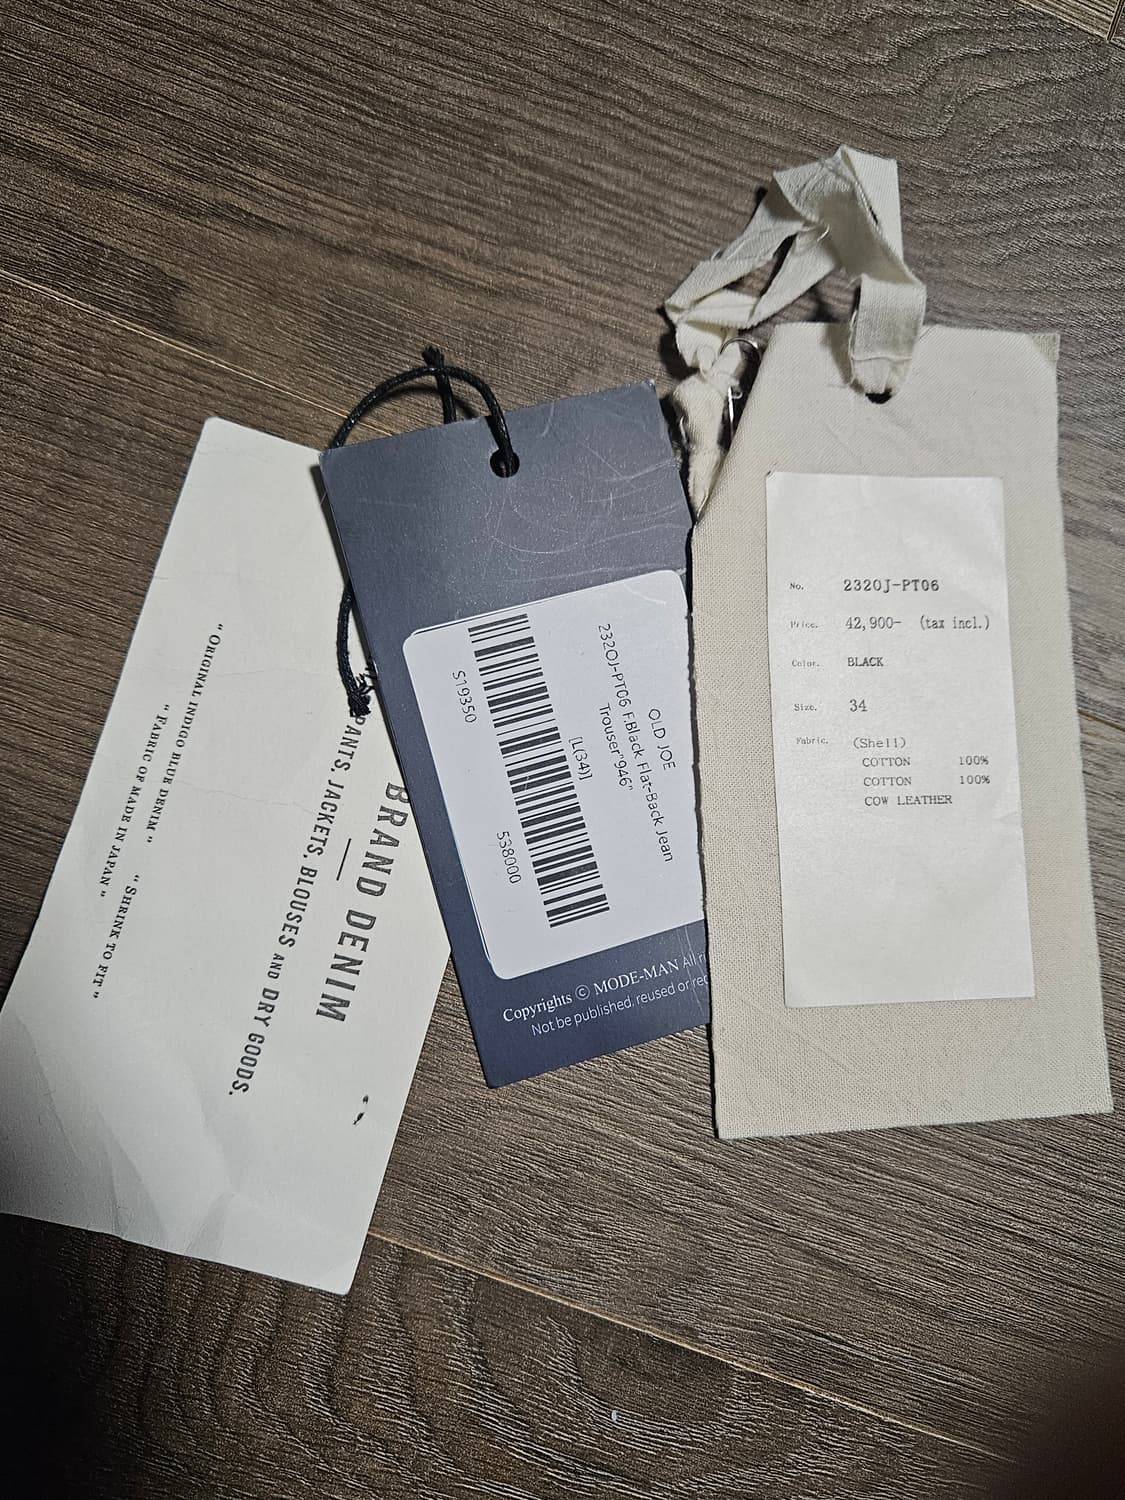 BRAND DENIM
PANTS, JACKETS, BLOUSES AND DRY GOODS.
“ ORIGINAL INDIGO BLUE DENIM ”
“ FABRIC OF MADE IN JAPAN ” “ SHRINK TO FIT ”
OLD JOE
232OJ-PT06 F.Black Flat-Back Jean
Trouser"946"
[L(34)]
S19350
538000
Copyrights © MODE-MAN All
Not be published, reused or
No. 232OJ-PT06
Price. 42,900- (tax incl.)
Color. BLACK
Size. 34
Fabric. (Shell)
COTTON 100%
COTTON 100%
COW LEATHER